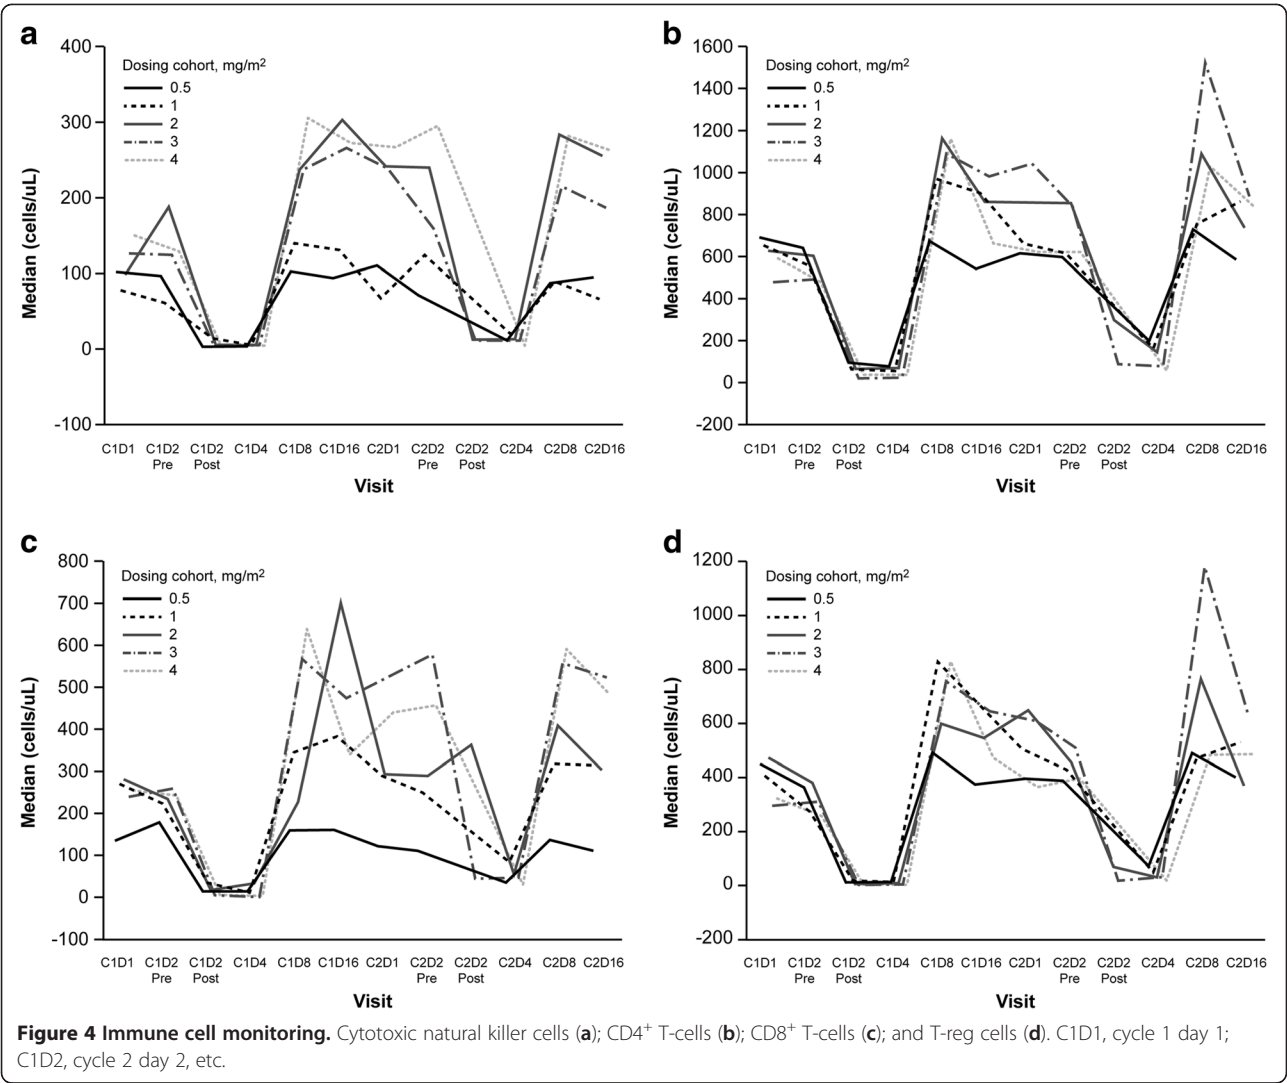 a
400
300
200
100
0
-100
Median (cells/uL)
Dosing cohort, mg/m2
0.5
1
2
3
4
C1D1 C1D2 C1D2 C1D4 C1D8 C1D16 C2D1 C2D2 C2D2 C2D4 C2D8 C2D16
Pre Post Pre Post
Visit
b
1600
1400
1200
1000
800
600
400
200
0
-200
Median (cells/uL)
Dosing cohort, mg/m2
0.5
1
2
3
4
C1D1 C1D2 C1D2 C1D4 C1D8 C1D16 C2D1 C2D2 C2D2 C2D4 C2D8 C2D16
Pre Post Pre Post
Visit
c
800
700
600
500
400
300
200
100
0
-100
Median (cells/uL)
Dosing cohort, mg/m2
0.5
1
2
3
4
C1D1 C1D2 C1D2 C1D4 C1D8 C1D16 C2D1 C2D2 C2D2 C2D4 C2D8 C2D16
Pre Post Pre Post
Visit
d
1200
1000
800
600
400
200
0
-200
Median (cells/uL)
Dosing cohort, mg/m2
0.5
1
2
3
4
C1D1 C1D2 C1D2 C1D4 C1D8 C1D16 C2D1 C2D2 C2D2 C2D4 C2D8 C2D16
Pre Post Pre Post
Visit
Figure 4 Immune cell monitoring. Cytotoxic natural killer cells (a); CD4+ T-cells (b); CD8+ T-cells (c); and T-reg cells (d). C1D1, cycle 1 day 1;
C1D2, cycle 2 day 2, etc.